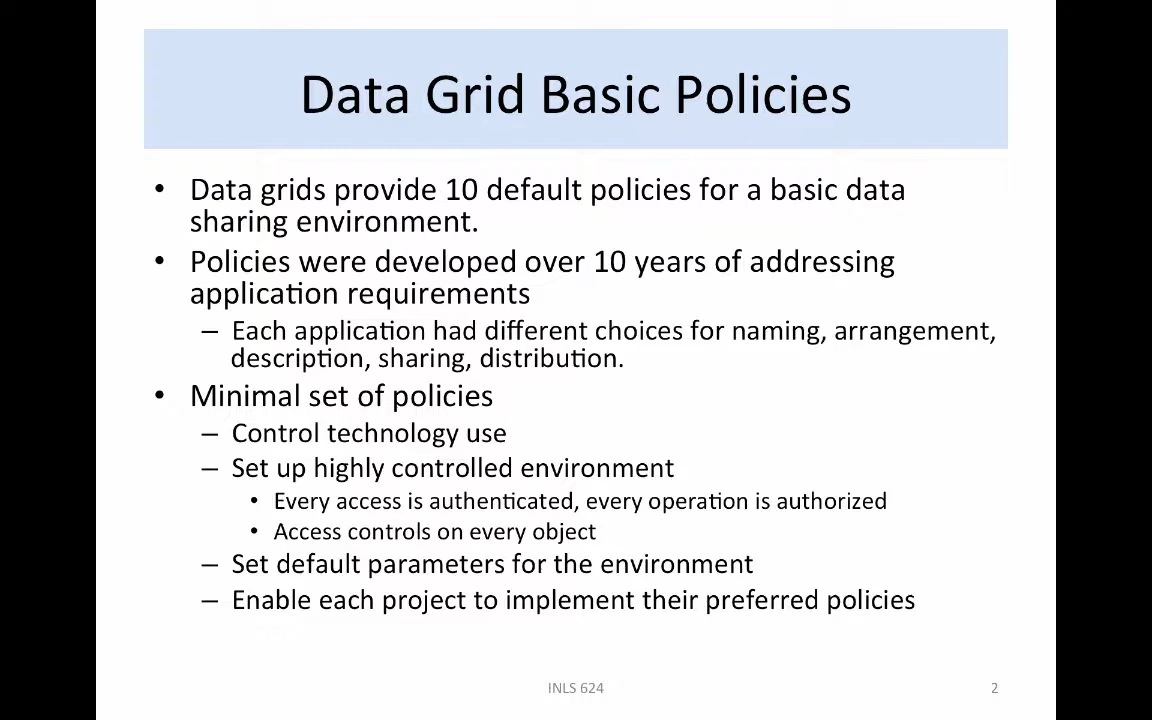 Data Grid Basic Policies
• Data grids provide 10 default policies for a basic data
sharing environment.
• Policies were developed over 10 years of addressing
application requirements
– Each application had different choices for naming, arrangement,
description, sharing, distribution.
• Minimal set of policies
– Control technology use
– Set up highly controlled environment
• Every access is authenticated, every operation is authorized
• Access controls on every object
– Set default parameters for the environment
– Enable each project to implement their preferred policies
INLS 624
2